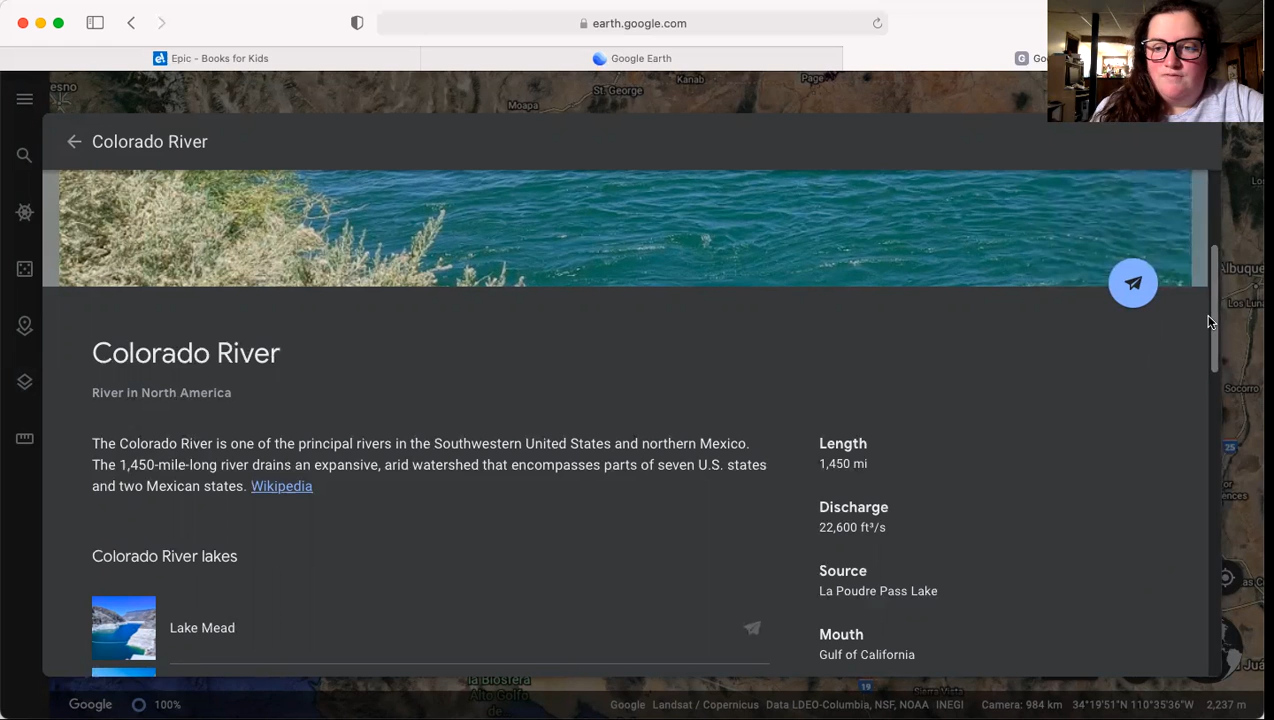 earth.google.com
Epic - Books for Kids
Google Earth
Kanab
Page
St. George
Moapa
Colorado River
Colorado River
River in North America
The Colorado River is one of the principal rivers in the Southwestern United States and northern Mexico.
The 1,450-mile-long river drains an expansive, arid watershed that encompasses parts of seven U.S. states
and two Mexican states. Wikipedia
Length
1,450 mi
Discharge
22,600 ft³/s
Source
La Poudre Pass Lake
Mouth
Gulf of California
Colorado River lakes
Lake Mead
Socorro
25
19
Google
100%
Google
Landsat / Copernicus
Data LDEO-Columbia, NSF, NOAA
INEGI
Camera: 984 km
34°19'51"N 110°35'36"W
2,237 m